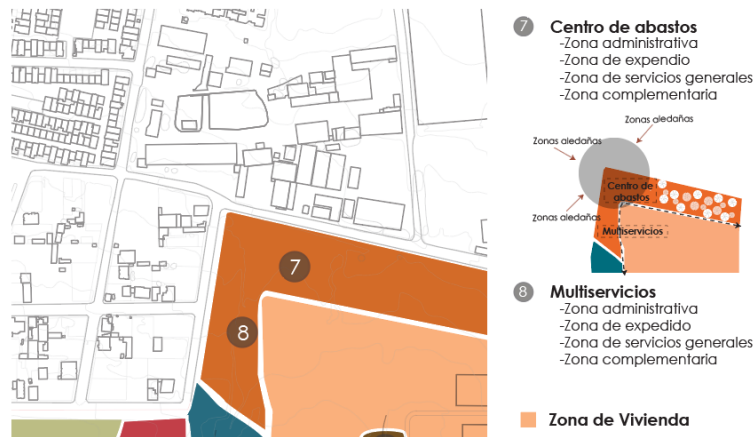 7 Centro de abastos
-Zona administrativa
-Zona de expendio
-Zona de servicios generales
-Zona complementaria
Zonas aledañas
Zonas aledañas
Centro de
abastos
Zonas aledañas
Multiservicios
7
8
8 Multiservicios
-Zona administrativa
-Zona de expedido
-Zona de servicios generales
-Zona complementaria
Zona de Vivienda